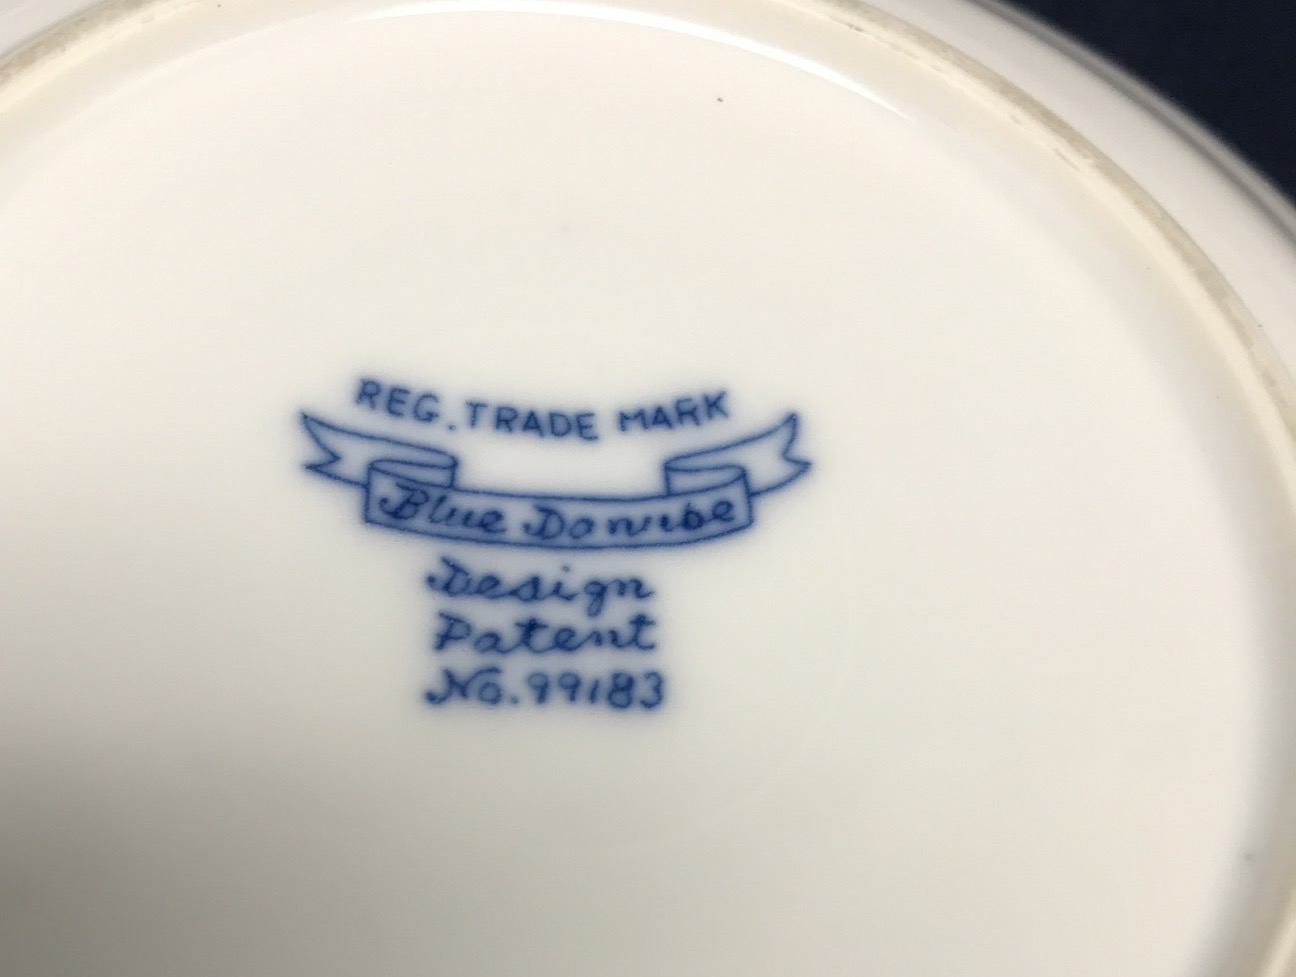 REG. TRADE MARK
Blue Danube
Design
Patent
No. 99183